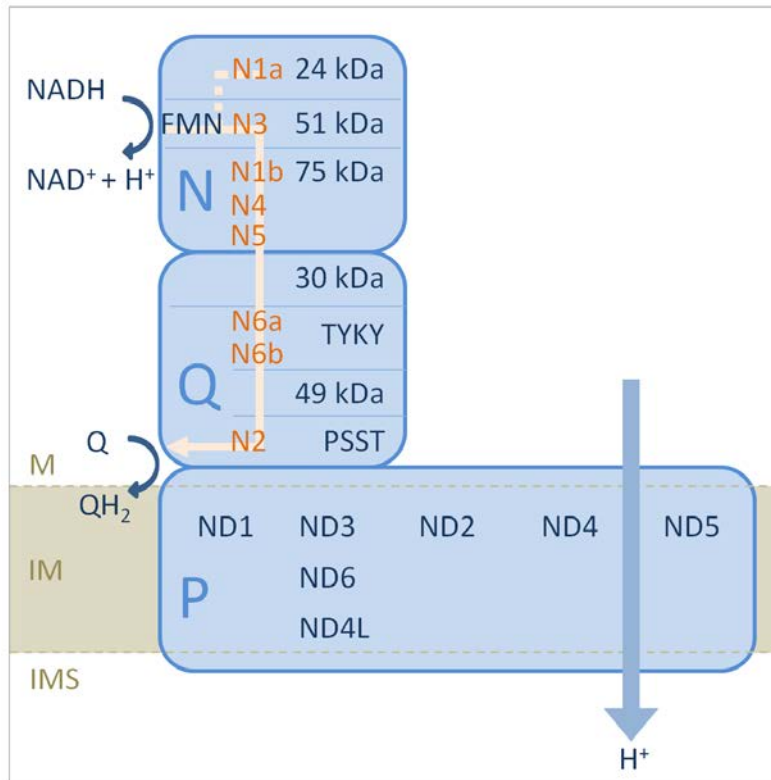 N1a 24 kDa
NADH
FMN N3 51 kDa
NAD⁺ + H⁺
N
N1b 75 kDa
N4
N5
30 kDa
N6a
TYKY
N6b
Q
49 kDa
Q
N2 PSST
M
QH₂
ND1 ND3 ND2 ND4 ND5
IM
P
ND6
ND4L
IMS
H⁺